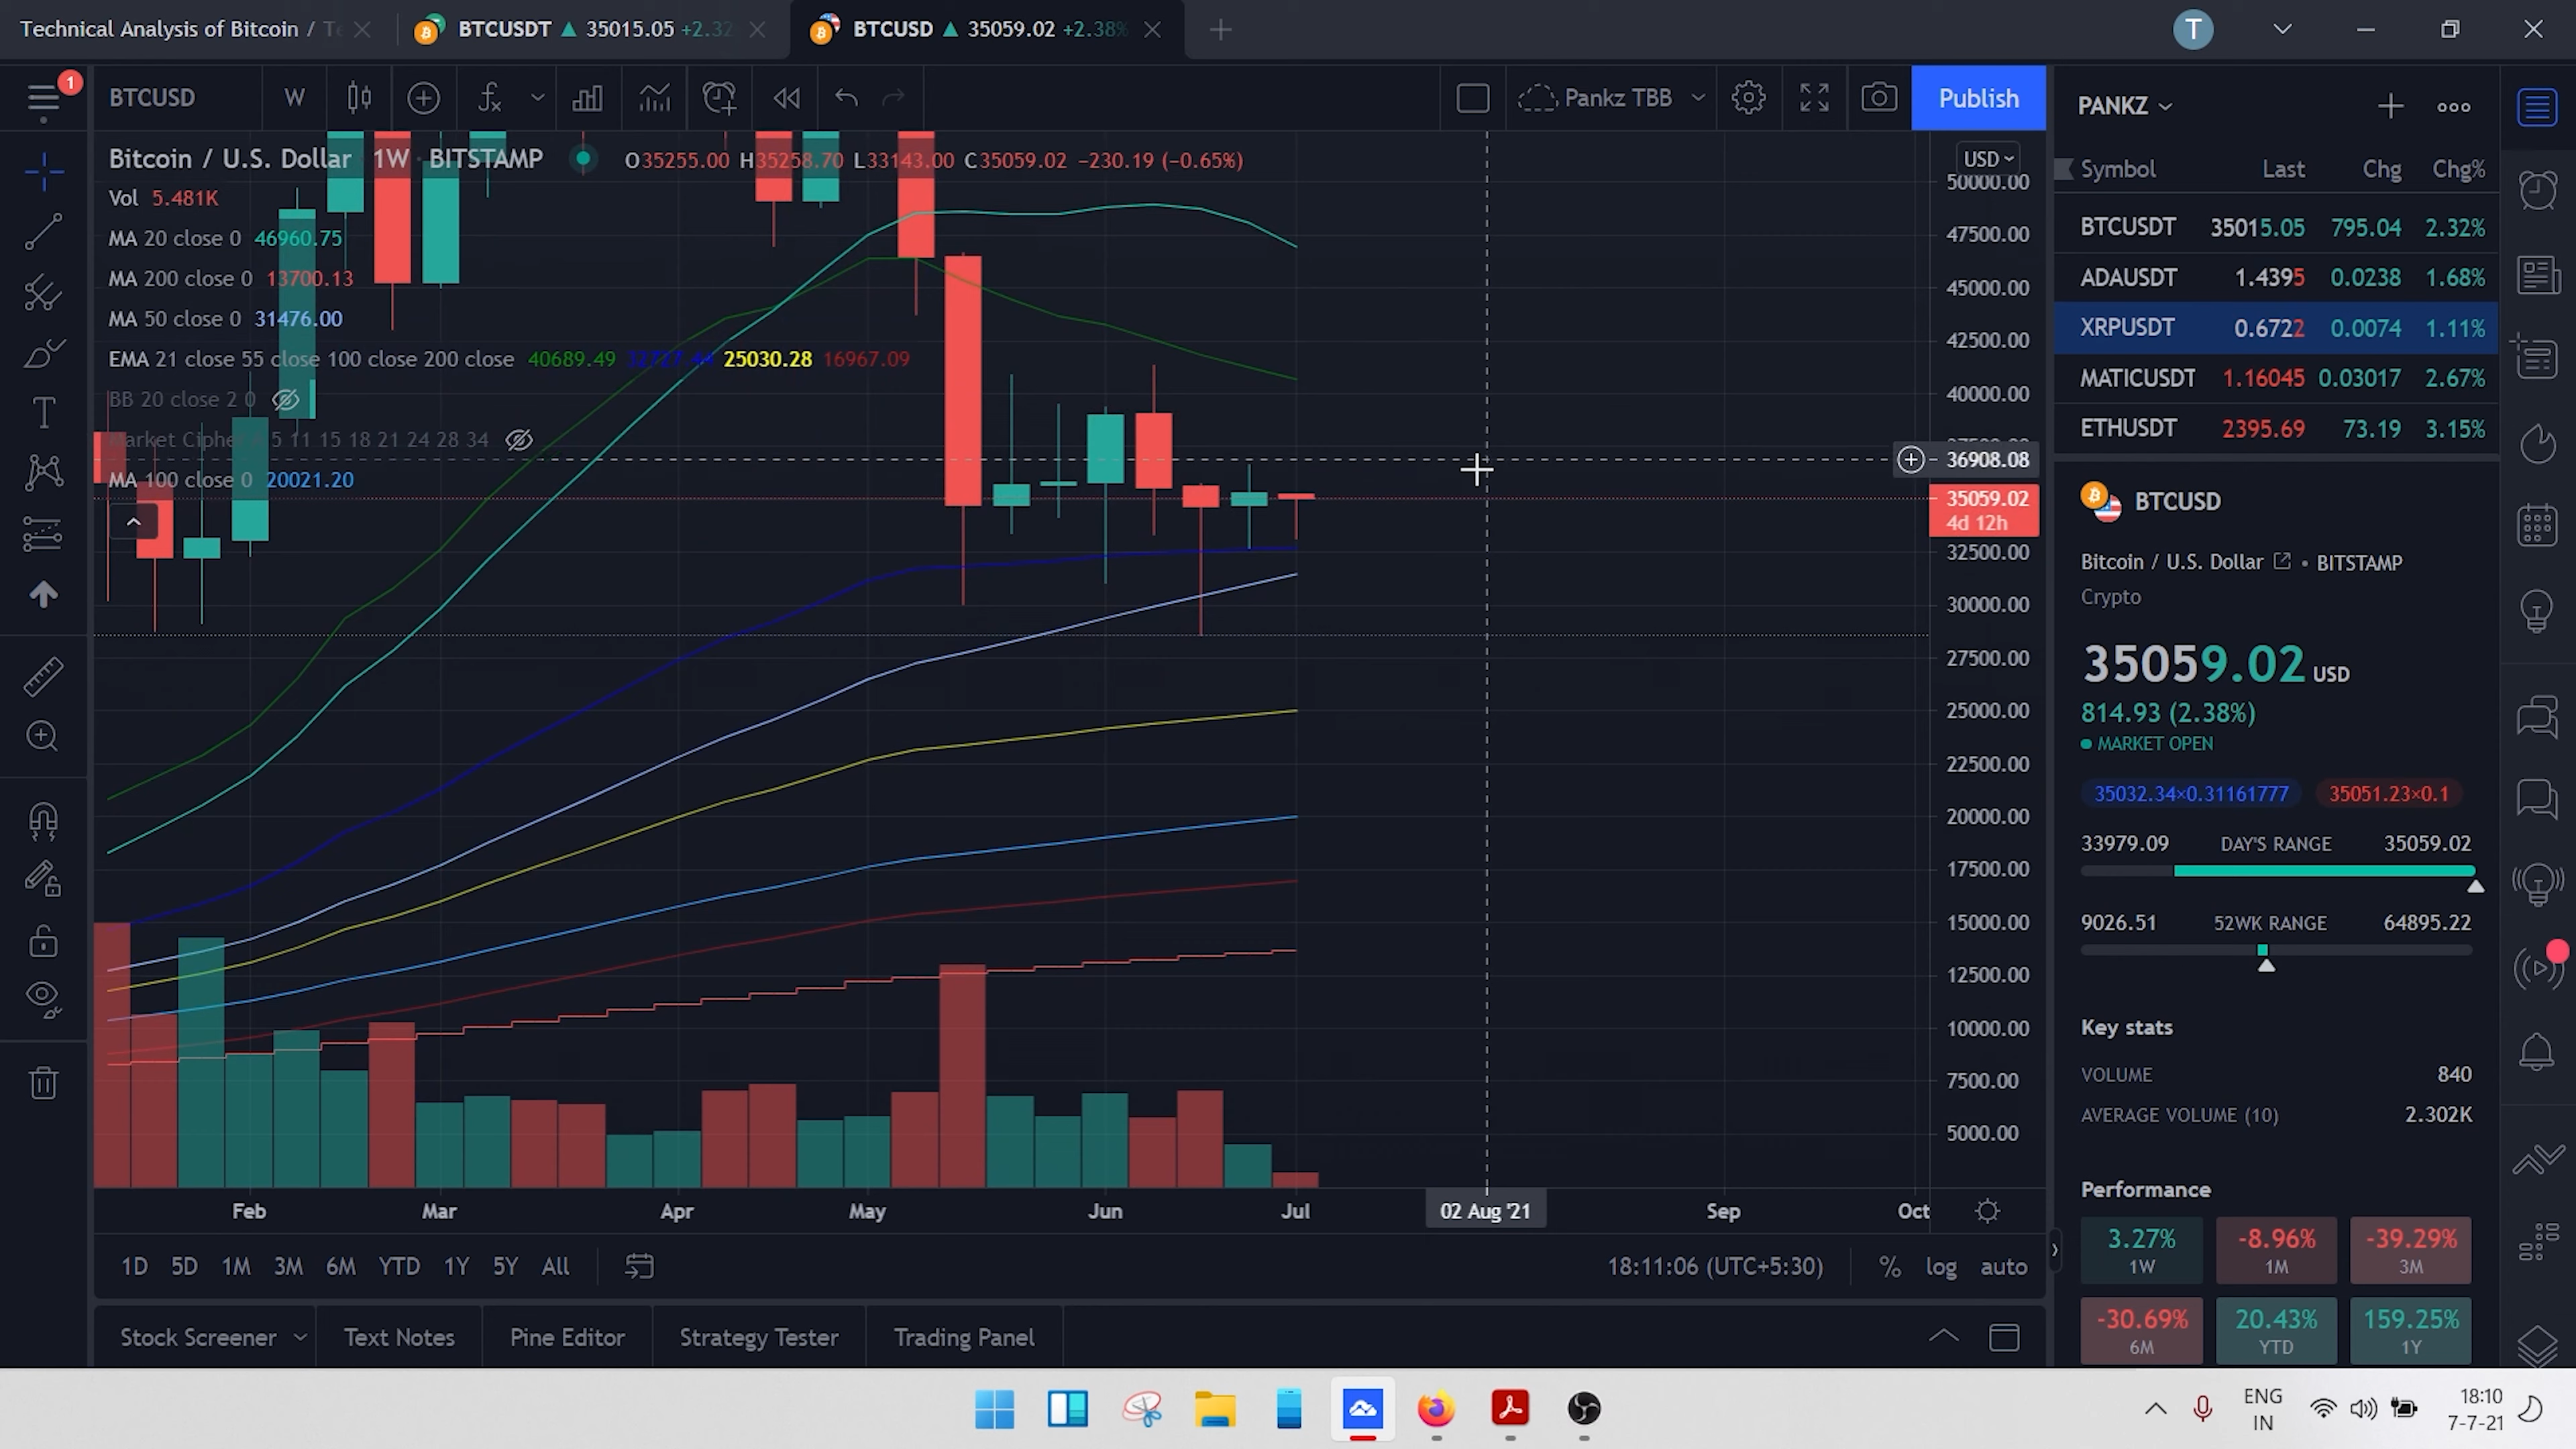 Technical Analysis of Bitcoin / Te
BTCUSDT ▲ 35015.05 +2.32
BTCUSD ▲ 35059.02 +2.38%
T
1
BTCUSD
W
Pankz TBB
Publish
Bitcoin / U.S. Dollar 1W BITSTAMP
O35255.00 H35258.70 L33143.00 C35059.02 −230.19 (−0.65%)
Vol 5.481K
MA 20 close 0 46960.75
MA 200 close 0 13700.13
MA 50 close 0 31476.00
EMA 21 close 55 close 100 close 200 close 40689.49 25030.28 16967.09
BB 20 close 2 0
Market Cipher 5 11 15 18 21 24 28 34
MA 100 close 0 20021.20
USD
50000.00
47500.00
45000.00
42500.00
40000.00
36908.08
35059.02
4d 12h
32500.00
30000.00
27500.00
25000.00
22500.00
20000.00
17500.00
15000.00
12500.00
10000.00
7500.00
5000.00
Feb Mar Apr May Jun Jul 02 Aug '21 Sep Oct
1D 5D 1M 3M 6M YTD 1Y 5Y All
18:11:06 (UTC+5:30) % log auto
Stock Screener Text Notes Pine Editor Strategy Tester Trading Panel
PANKZ
Symbol Last Chg Chg%
BTCUSDT 35015.05 795.04 2.32%
ADAUSDT 1.4395 0.0238 1.68%
XRPUSDT 0.6722 0.0074 1.11%
MATICUSDT 1.16045 0.03017 2.67%
ETHUSDT 2395.69 73.19 3.15%
BTCUSD
Bitcoin / U.S. Dollar • BITSTAMP
Crypto
35059.02 USD
814.93 (2.38%)
MARKET OPEN
35032.34×0.31161777 35051.23×0.1
33979.09 DAY'S RANGE 35059.02
9026.51 52WK RANGE 64895.22
Key stats
VOLUME 840
AVERAGE VOLUME (10) 2.302K
Performance
3.27% -8.96% -39.29%
1W 1M 3M
-30.69% 20.43% 159.25%
6M YTD 1Y
ENG
IN
18:10
7-7-21